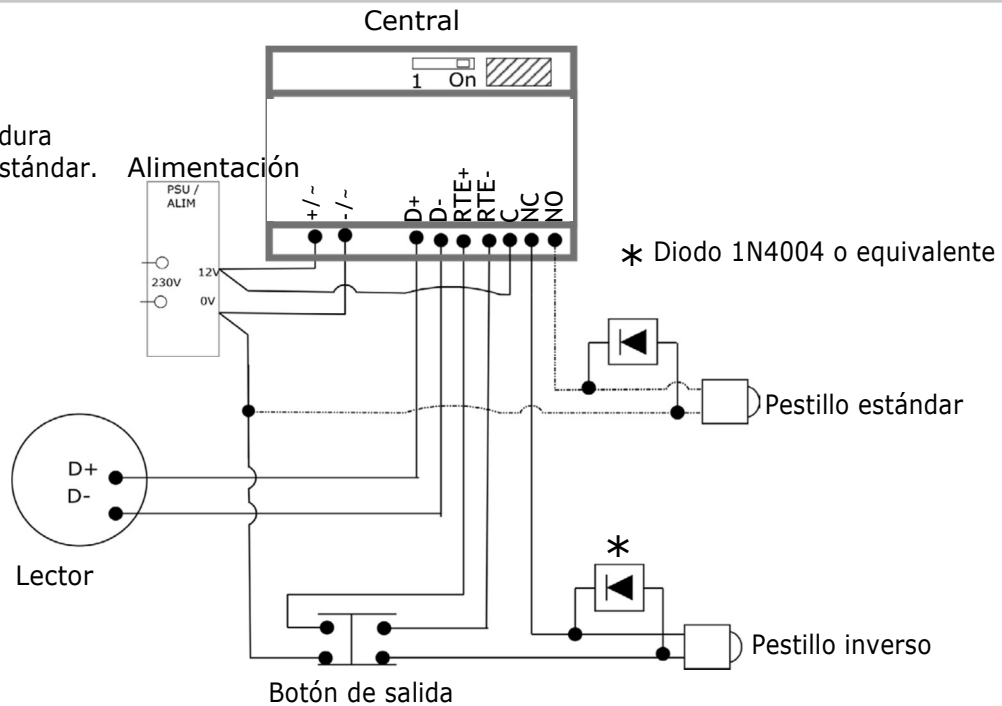 Central
1 On
dura
stándar.
Alimentación
PSU /
ALIM
+/~
-/~
D+
D-
RTE+
RTE-
C
NC
NO
* Diodo 1N4004 o equivalente
12V
230V
0V
Pestillo estándar
D+
D-
*
Lector
Pestillo inverso
Botón de salida